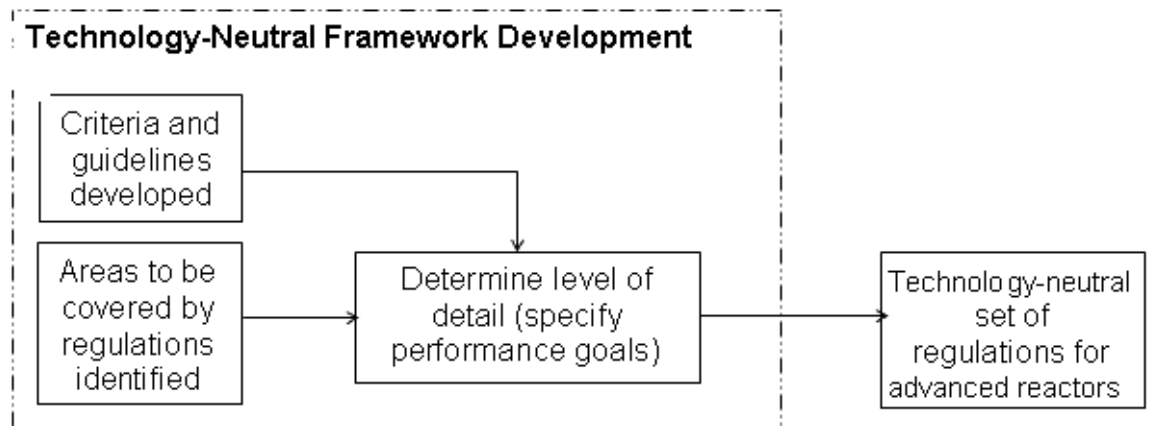 Technology-Neutral Framework Development
Criteria and
guidelines
developed
Areas to be
covered by
regulations
identified
Determine level of
detail (specify
performance goals)
Technology-neutral
set of
regulations for
advanced reactors